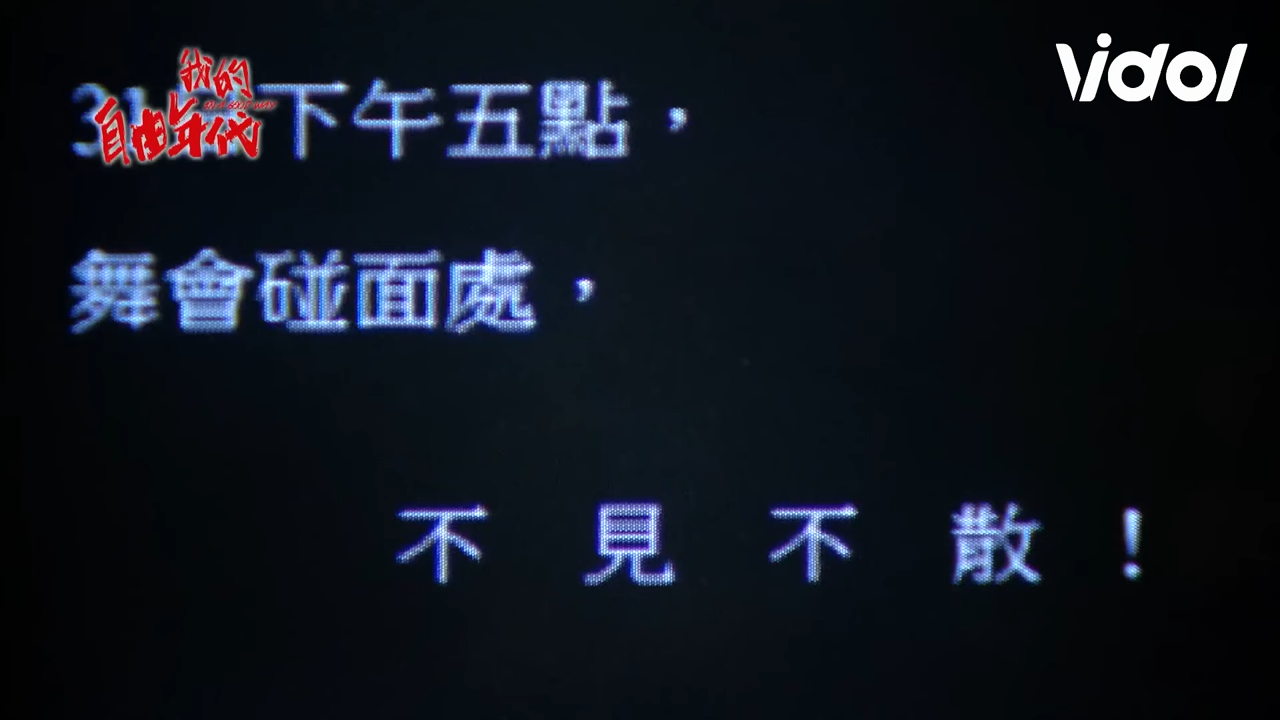 我的
自由年代
Vidol
下午五點，
舞會碰面處，
不見不散！